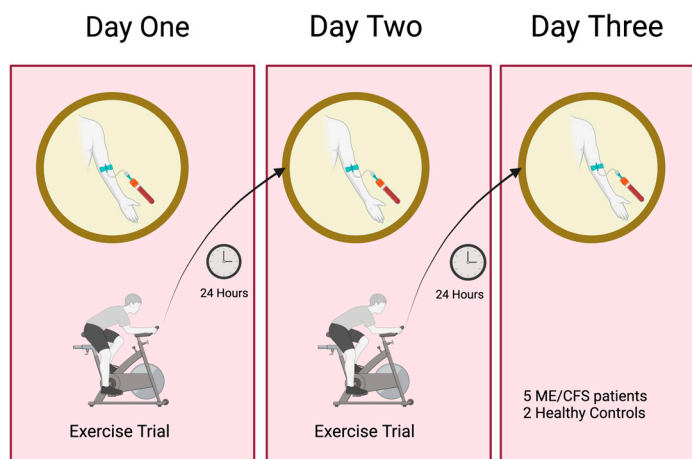 Day One
Day Two
Day Three
24 Hours
24 Hours
Exercise Trial
Exercise Trial
5 ME/CFS patients
2 Healthy Controls